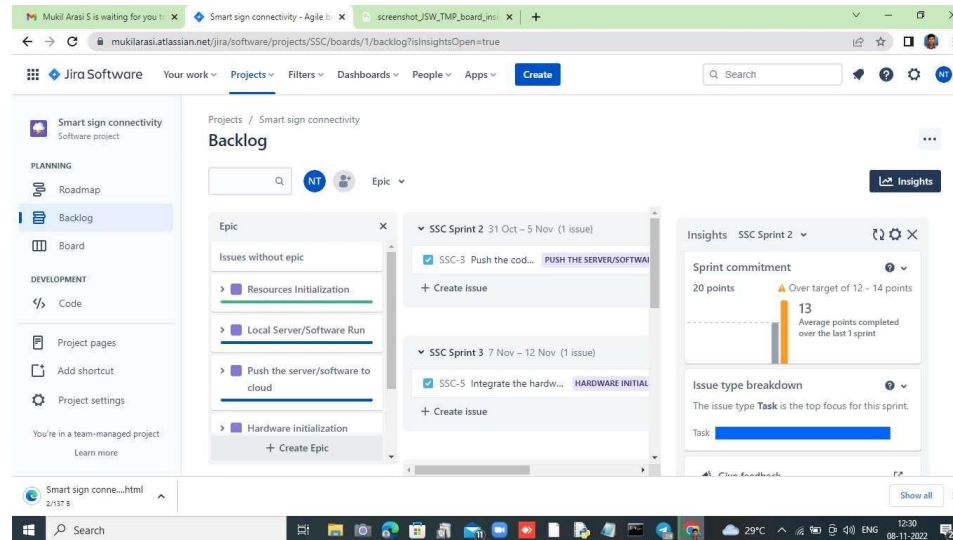 Mukil Arasi S is waiting for you t
Smart sign connectivity - Agile b
screenshot_JSW_TMP_board_insi
mukilarasi.atlassian.net/jira/software/projects/SSC/boards/1/backlog?isInsightsOpen=true
Jira Software Your work Projects Filters Dashboards People Apps Create Search NT
Smart sign connectivity
Software project
PLANNING
Roadmap
Backlog
Board
DEVELOPMENT
Code
Project pages
Add shortcut
Project settings
You're in a team-managed project
Learn more
Projects / Smart sign connectivity
Backlog
NT Epic
Insights
Epic
Issues without epic
Resources Initialization
Local Server/Software Run
Push the server/software to
cloud
Hardware initialization
+ Create Epic
SSC Sprint 2 31 Oct – 5 Nov (1 issue)
SSC-3 Push the cod... PUSH THE SERVER/SOFTWA
+ Create issue
SSC Sprint 3 7 Nov – 12 Nov (1 issue)
SSC-5 Integrate the hardw... HARDWARE INITIAL
+ Create issue
Insights SSC Sprint 2
Sprint commitment
20 points Over target of 12 - 14 points
13
Average points completed
over the last 1 sprint
Issue type breakdown
The issue type Task is the top focus for this sprint.
Task
Give feedback
Smart sign conne....html
2/137 B
Show all
Search
29°C ENG 12:30
08-11-2022